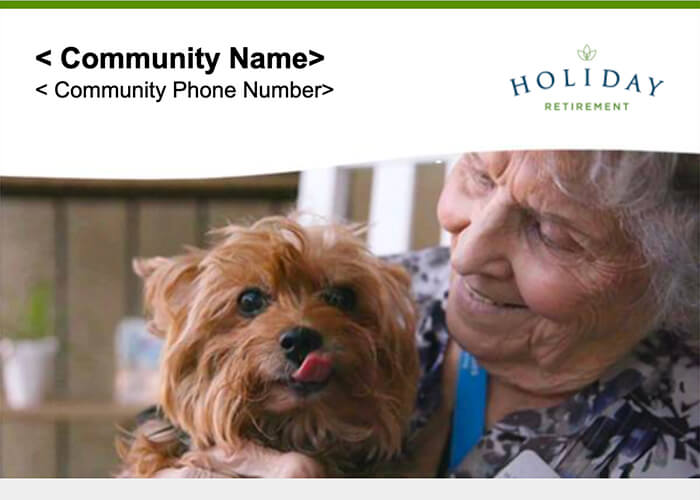 < Community Name>
< Community Phone Number>
HOLIDAY
RETIREMENT